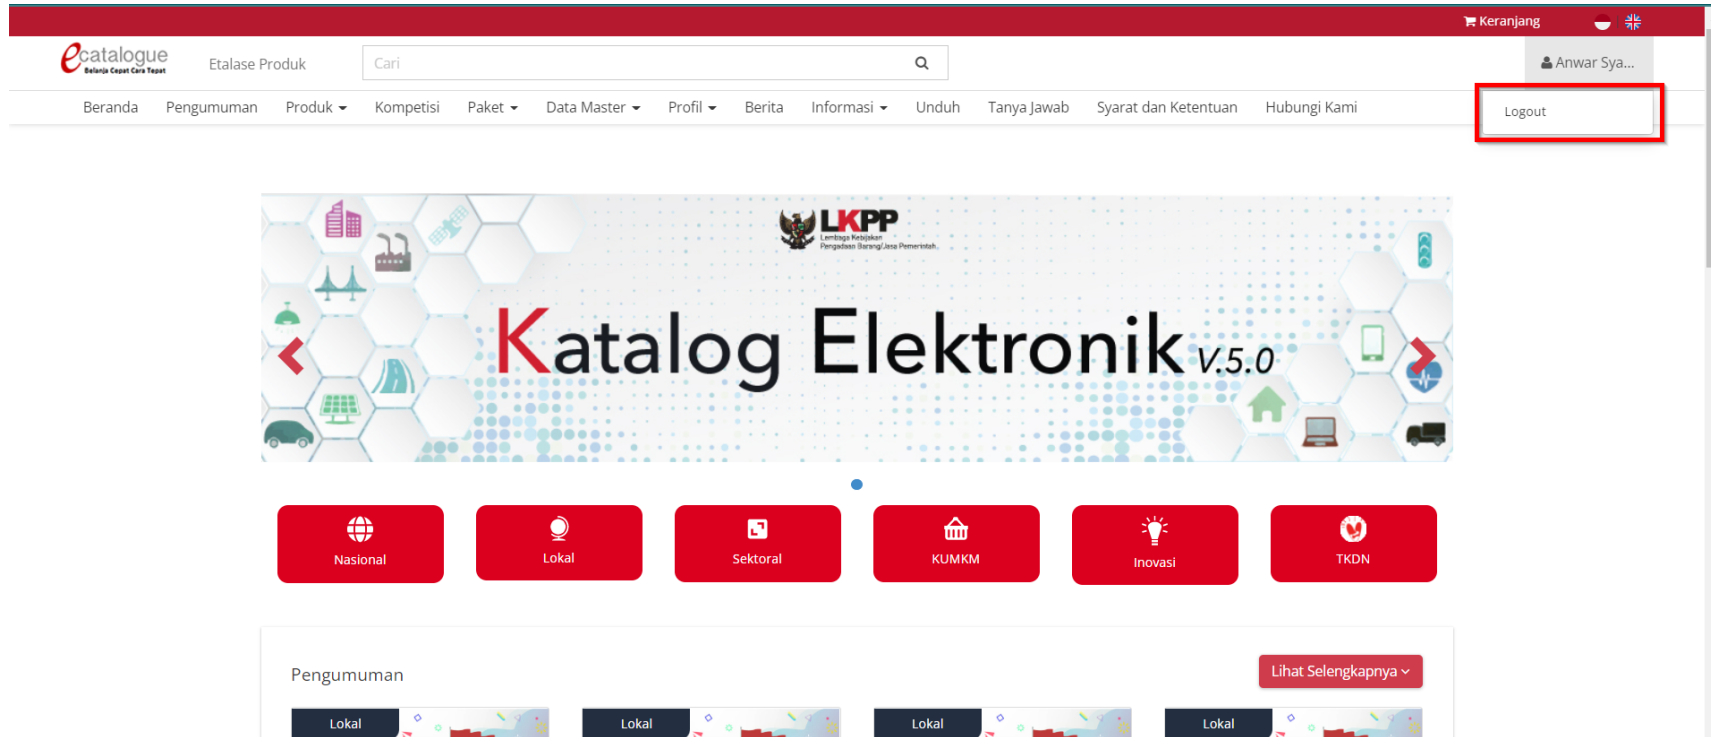 Keranjang
ecatalogue
Belanja Cepat Cara Tepat
Etalase Produk
Cari
Anwar Sya...
Beranda Pengumuman Produk Kompetisi Paket Data Master Profil Berita Informasi Unduh Tanya Jawab Syarat dan Ketentuan Hubungi Kami
Logout
LKPP
Lembaga Kebijakan
Pengadaan Barang/Jasa Pemerintah
Katalog Elektronik V.5.0
Nasional Lokal Sektoral KUMKM Inovasi TKDN
Pengumuman
Lihat Selengkapnya
Lokal Lokal Lokal Lokal